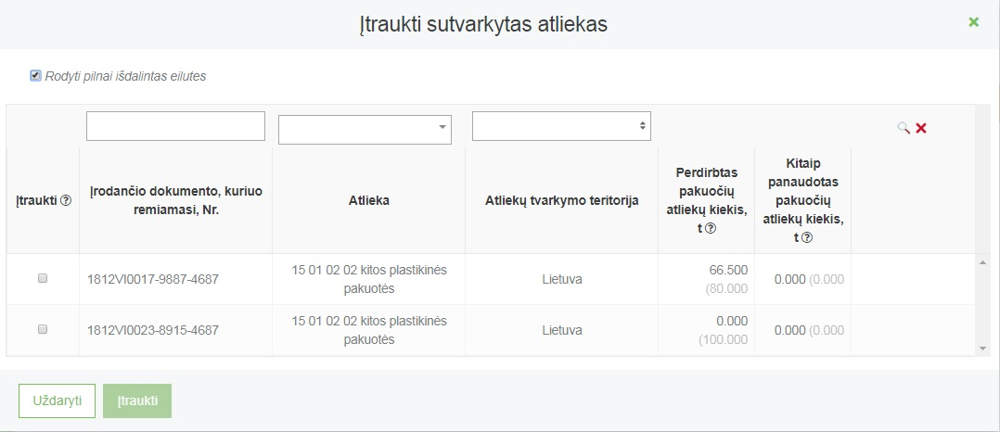 Įtraukti sutvarkytas atliekas
Rodyti pilnai išdalintas eilutes
Įtraukti
Įrodančio dokumento, kuriuo
remiamasi, Nr.
Atlieka
Atliekų tvarkymo teritorija
Perdirbtas
pakuočių
atliekų kiekis,
t
Kitaip
panaudotas
pakuočių
atliekų kiekis,
t
1812VI0017-9887-4687
15 01 02 02 kitos plastikinės
pakuotės
Lietuva
66.500
(80.000
0.000 (0.000
1812VI0023-8915-4687
15 01 02 02 kitos plastikinės
pakuotės
Lietuva
0.000
(100.000
0.000 (0.000
Uždaryti
Įtraukti